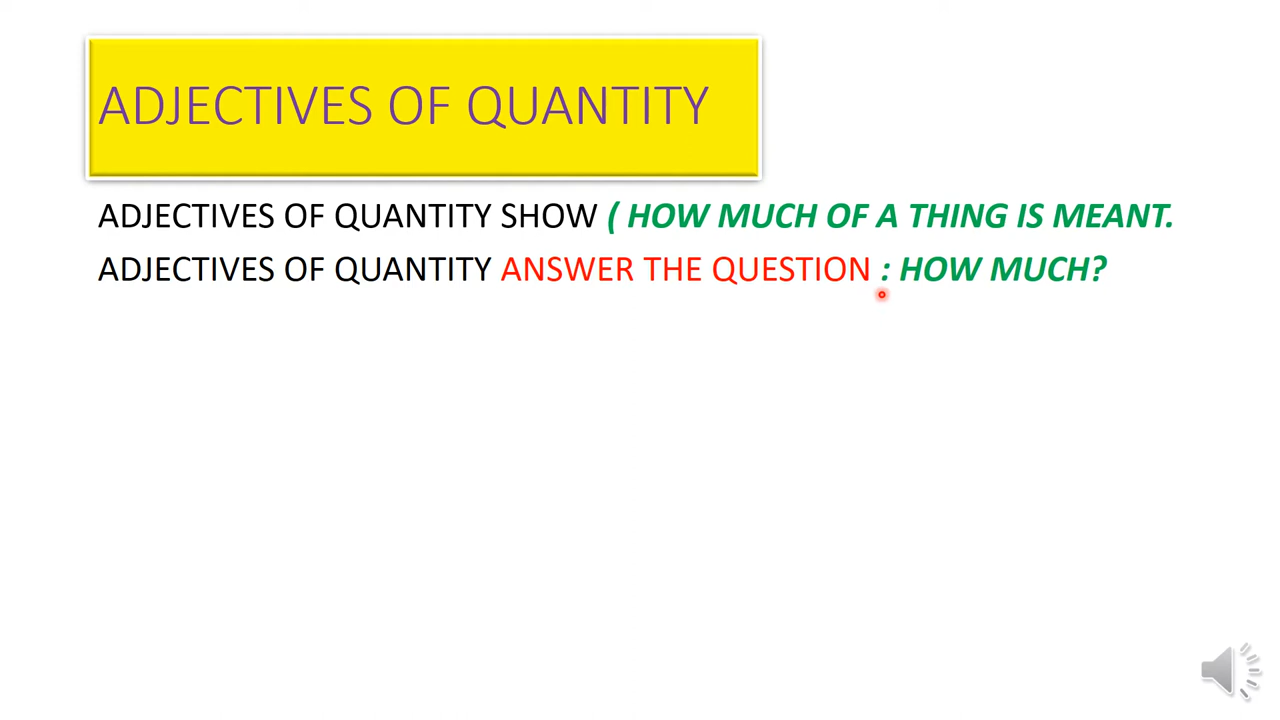 ADJECTIVES OF QUANTITY
ADJECTIVES OF QUANTITY SHOW ( HOW MUCH OF A THING IS MEANT.
ADJECTIVES OF QUANTITY ANSWER THE QUESTION : HOW MUCH?